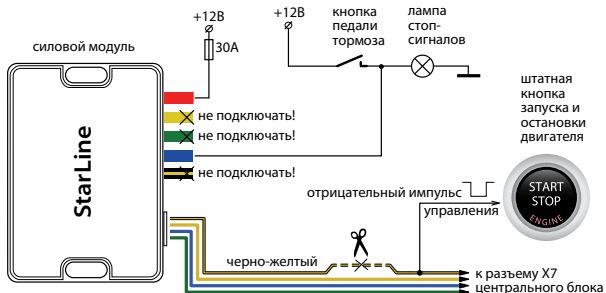 +12В
30А
силовой модуль
StarLine
не подключать!
не подключать!
не подключать!
+12В
кнопка
педали
тормоза
лампа
стоп-
сигналов
штатная
кнопка
запуска и
остановки
двигателя
START
STOP
ENGINE
отрицательный импульс
управления
черно-желтый
к разъему Х7
центрального блока